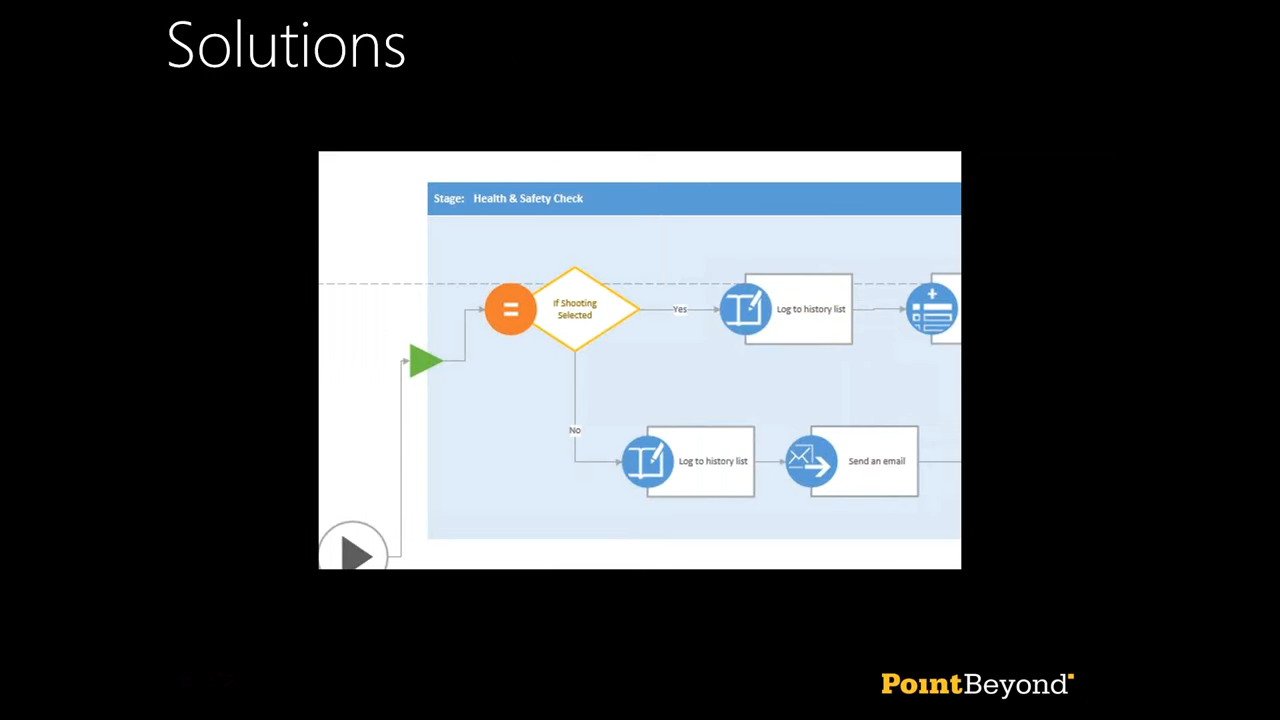 Solutions
Stage: Health & Safety Check
If Shooting
Selected
Yes
Log to history list
No
Log to history list
Send an email
PointBeyond